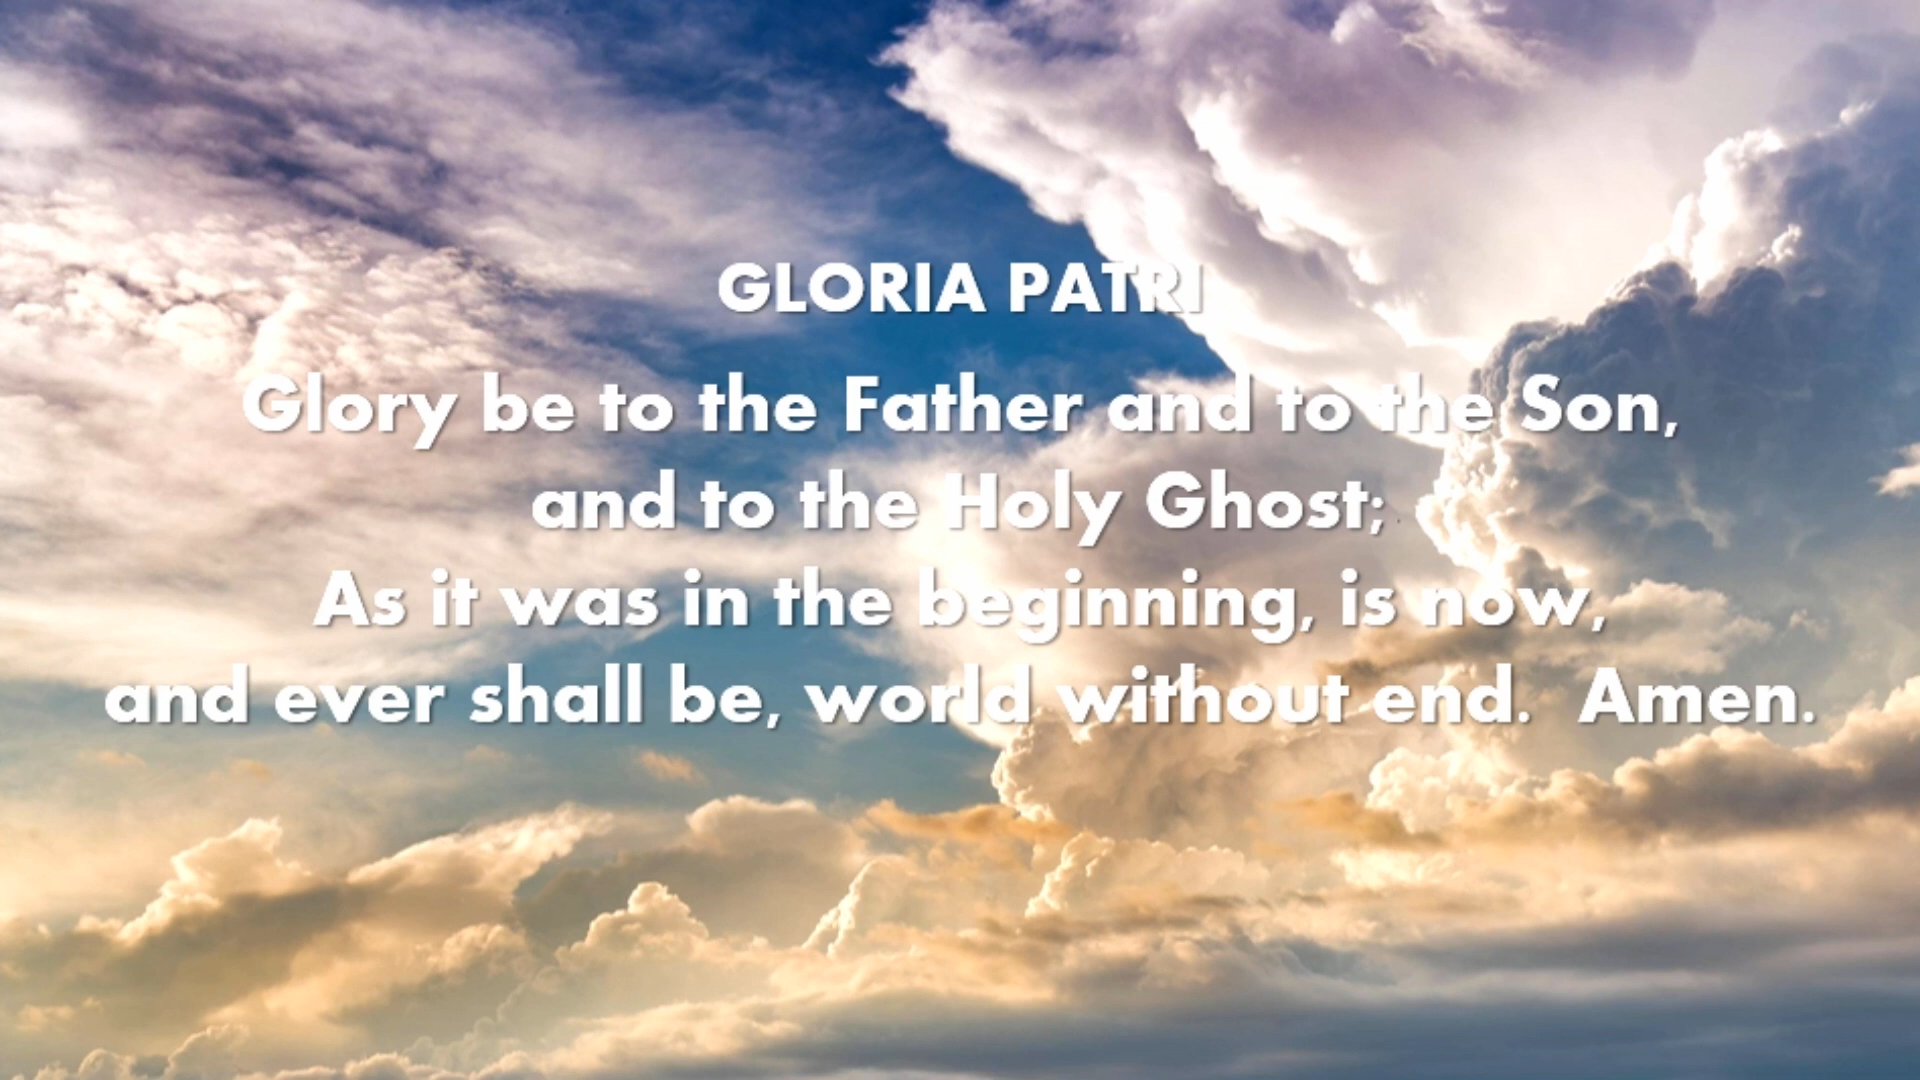 GLORIA PATRI
Glory be to the Father and to the Son,
and to the Holy Ghost;
As it was in the beginning, is now,
and ever shall be, world without end.  Amen.